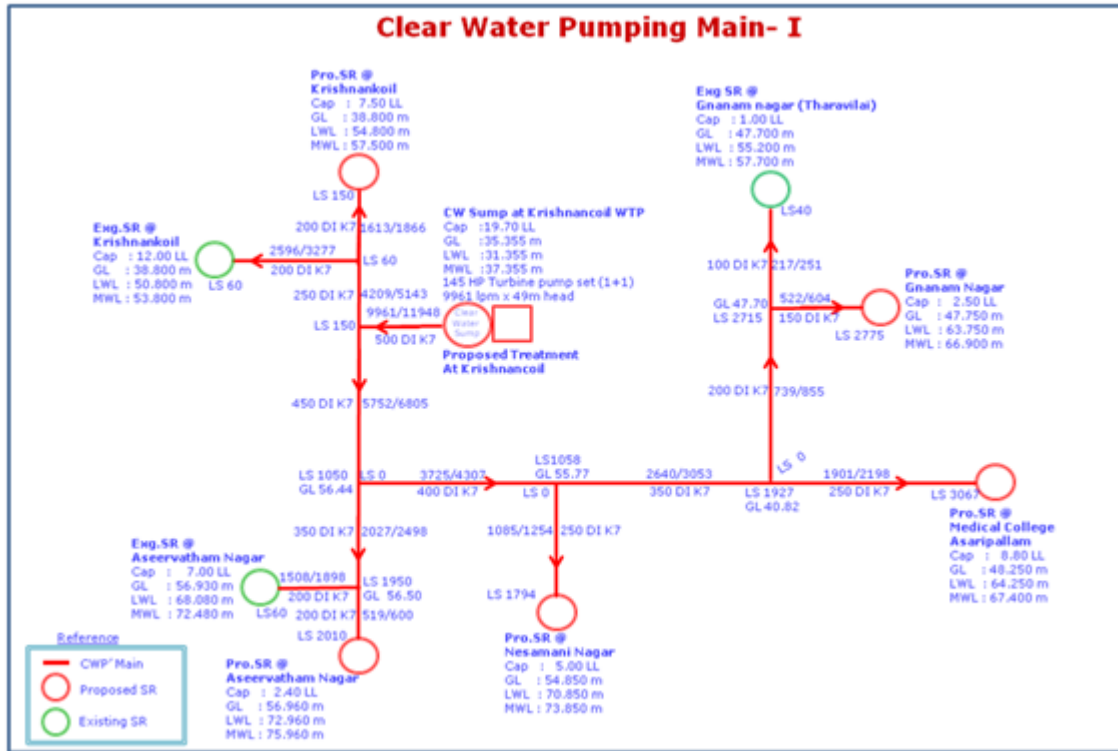 Clear Water Pumping Main- I
Pro.SR @
Krishnankoil
Cap : 7.50 LL
GL : 38.800 m
LWL : 54.800 m
MWL : 57.500 m
LS 150
200 DI K7 1613/1866
Exg.SR @
Krishnankoil
Cap : 12.00 LL
GL : 38.800 m
LWL : 50.800 m
MWL : 53.800 m
2596/3277
200 DI K7
LS 60
LS 60
250 DI K7 4209/5143
LS 150
CW Sump at Krishnancoil WTP
Cap :19.70 LL
GL : 35.355 m
LWL : 31.355 m
MWL : 37.355 m
145 HP Turbine pump set (1+1)
9961 lpm x 49m head
9961/11948
500 DI K7
Clear
Water
Sump
Proposed Treatment
At Krishnancoil
450 DI K7 5752/6805
Exg SR @
Gnanam nagar (Tharavilai)
Cap : 1.00 LL
GL : 47.700 m
LWL : 55.200 m
MWL : 57.700 m
LS40
100 DI K7 217/251
GL 47.70
LS 2715
522/604
150 DI K7
LS 2775
Pro.SR @
Gnanam Nagar
Cap : 2.50 LL
GL : 47.750 m
LWL : 63.750 m
MWL : 66.900 m
200 DI K7 739/855
LS 1050
GL 56.44
LS 0
3725/4307
400 DI K7
LS1058
GL 55.77
LS 0
2640/3053
350 DI K7
LS 0
LS 1927
GL 40.82
1901/2198
250 DI K7
LS 3067
Pro.SR @
Medical College
Asaripallam
Cap : 8.80 LL
GL : 48.250 m
LWL : 64.250 m
MWL : 67.400 m
350 DI K7 2027/2498
1085/1254 250 DI K7
Exg.SR @
Aseervatham Nagar
Cap : 7.00 LL
GL : 56.930 m
LWL : 68.080 m
MWL : 72.480 m
1508/1898
200 DI K7
LS60
LS 1950
GL 56.50
200 DI K7 519/600
LS 2010
LS 1794
Pro.SR @
Nesamani Nagar
Cap : 5.00 LL
GL : 54.850 m
LWL : 70.850 m
MWL : 73.850 m
Pro.SR @
Aseervatham Nagar
Cap : 2.40 LL
GL : 56.960 m
LWL : 72.960 m
MWL : 75.960 m
Reference
CWP' Main
Proposed SR
Existing SR